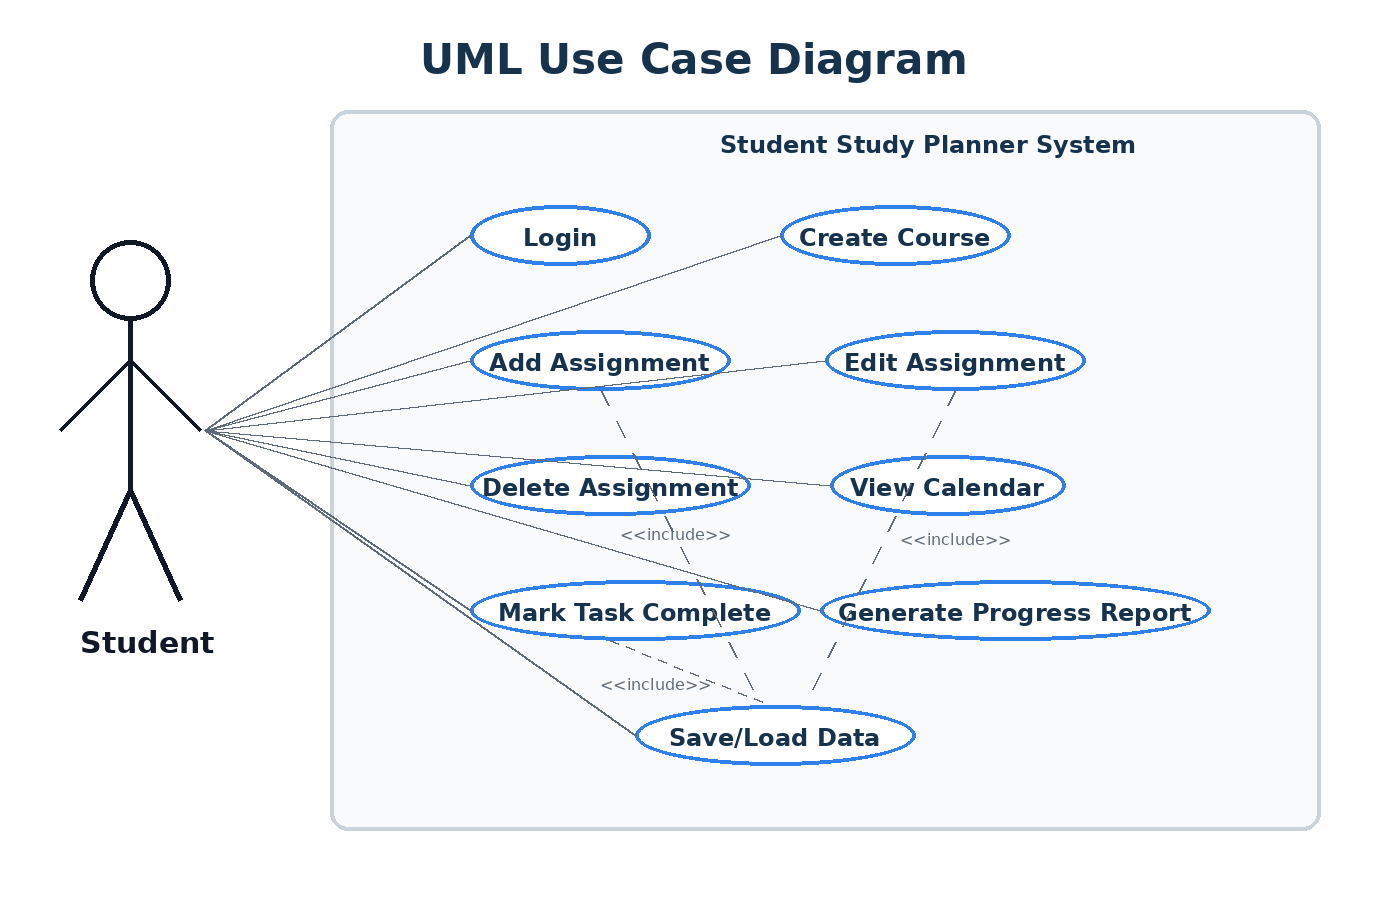 UML Use Case Diagram
Student Study Planner System
Login
Create Course
Add Assignment
Edit Assignment
Delete Assignment
View Calendar
<<include>>
<<include>>
Mark Task Complete
Generate Progress Report
Student
<<include>>
Save/Load Data